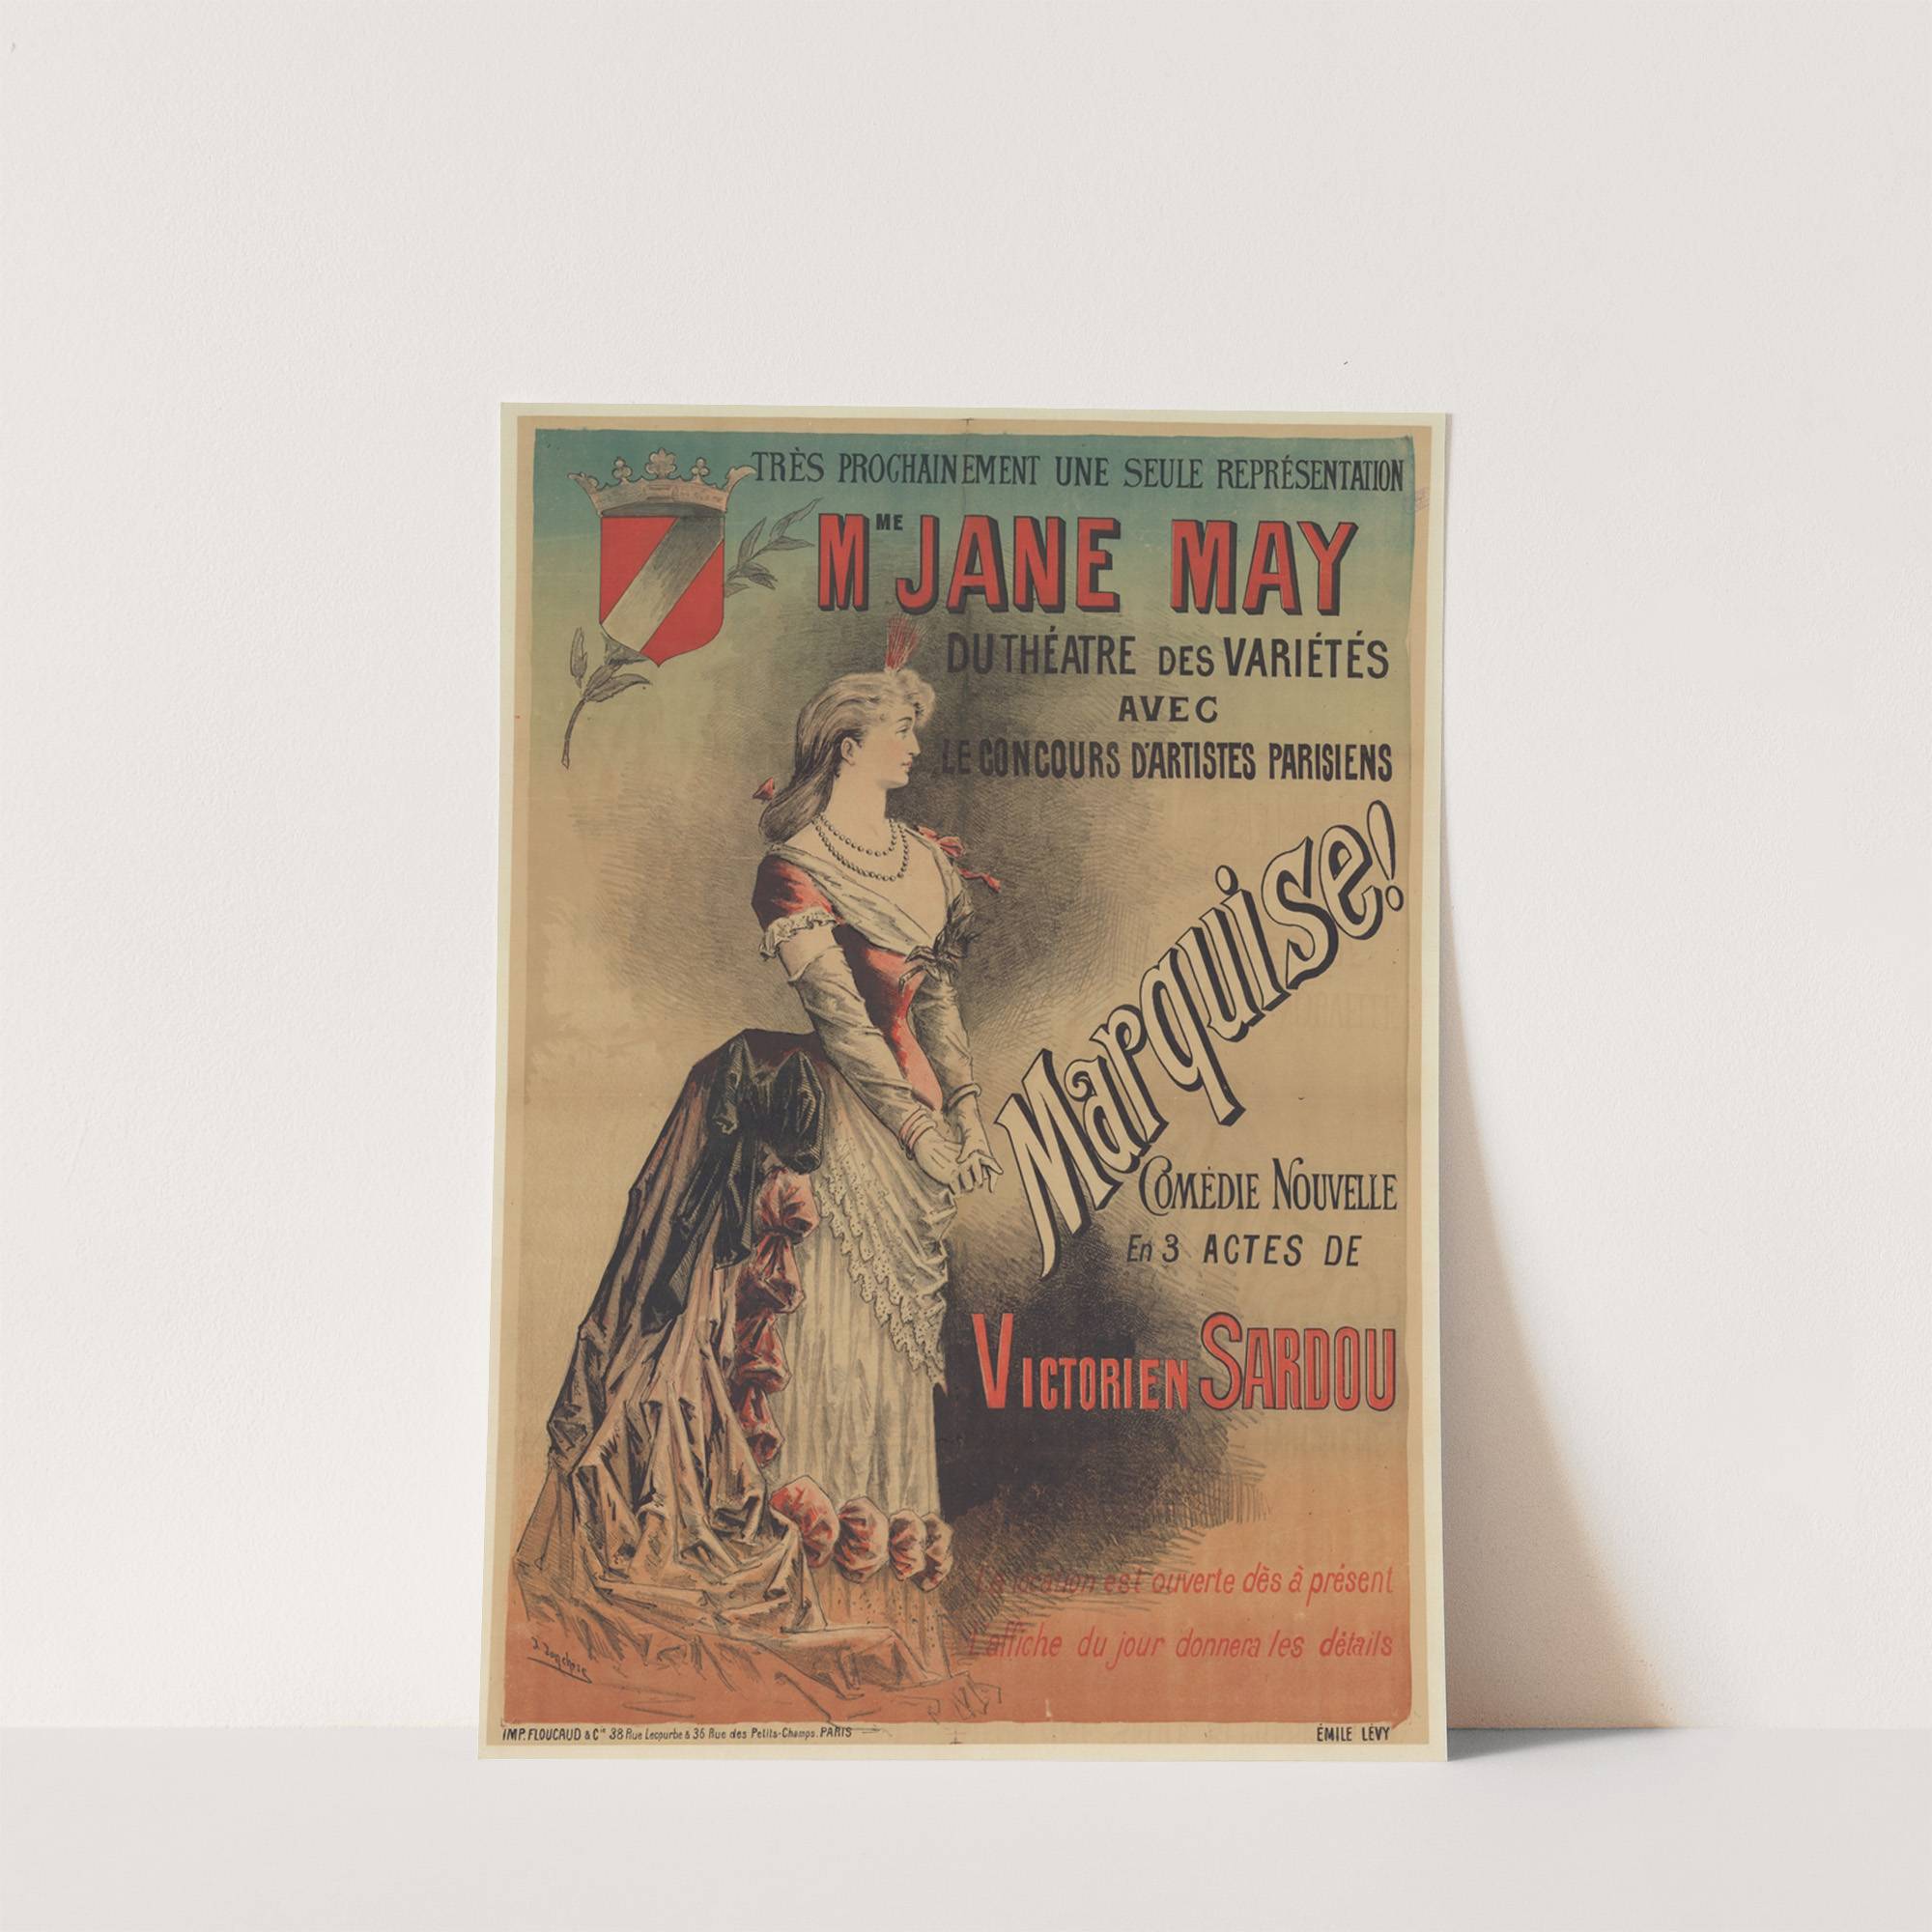 TRÈS PROCHAINEMENT UNE SEULE REPRÉSENTATION
MME JANE MAY
DU THÉATRE DES VARIÉTÉS
AVEC
LE CONCOURS D'ARTISTES PARISIENS
Marquise!
COMÉDIE NOUVELLE
En 3 ACTES DE
VICTORIEN SARDOU
La location est ouverte dès à présent
L'affiche du jour donnera les détails
IMP. FLOUCAUD & Cie 38 Rue Lecourbe & 36 Rue des Petits-Champs. PARIS
ÉMILE LÉVY